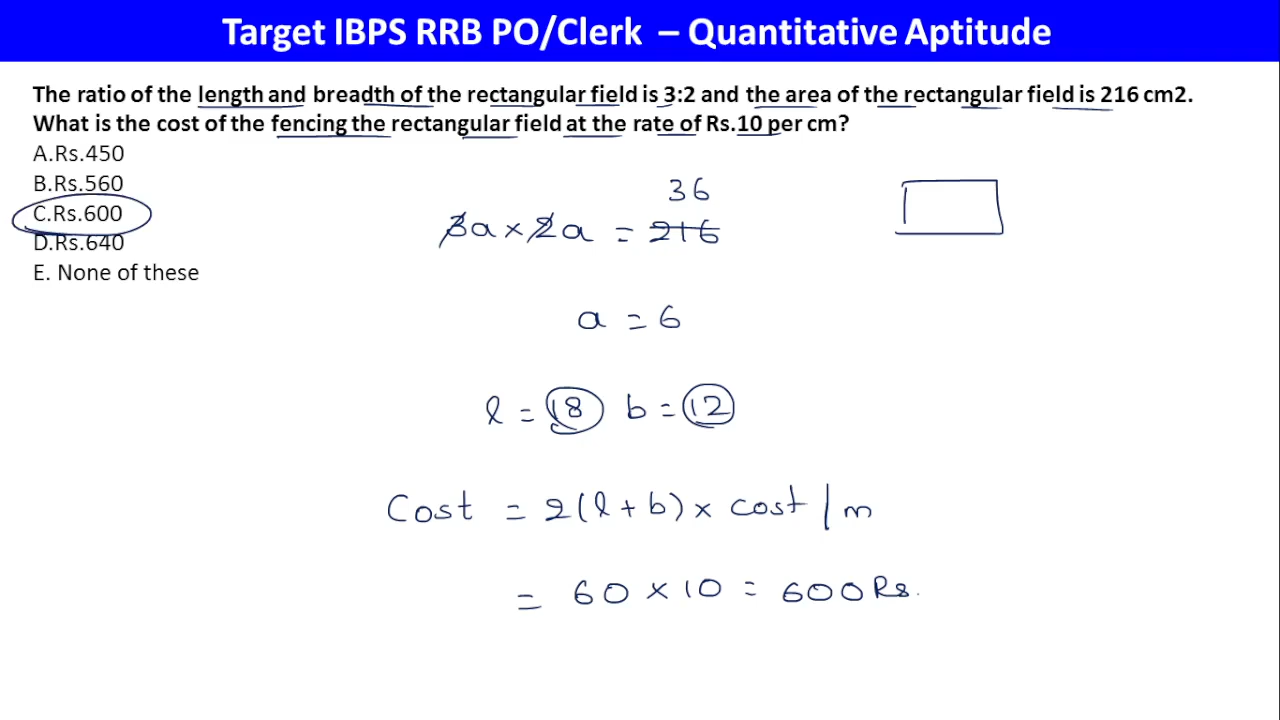 Target IBPS RRB PO/Clerk – Quantitative Aptitude
The ratio of the length and breadth of the rectangular field is 3:2 and the area of the rectangular field is 216 cm2.
What is the cost of the fencing the rectangular field at the rate of Rs.10 per cm?
A.Rs.450
B.Rs.560
C.Rs.600
D.Rs.640
E. None of these
36
3a × 2a = 216
a = 6
l = 18 b = 12
Cost = 2(l + b) × cost / m
= 60 × 10 = 600 Rs.